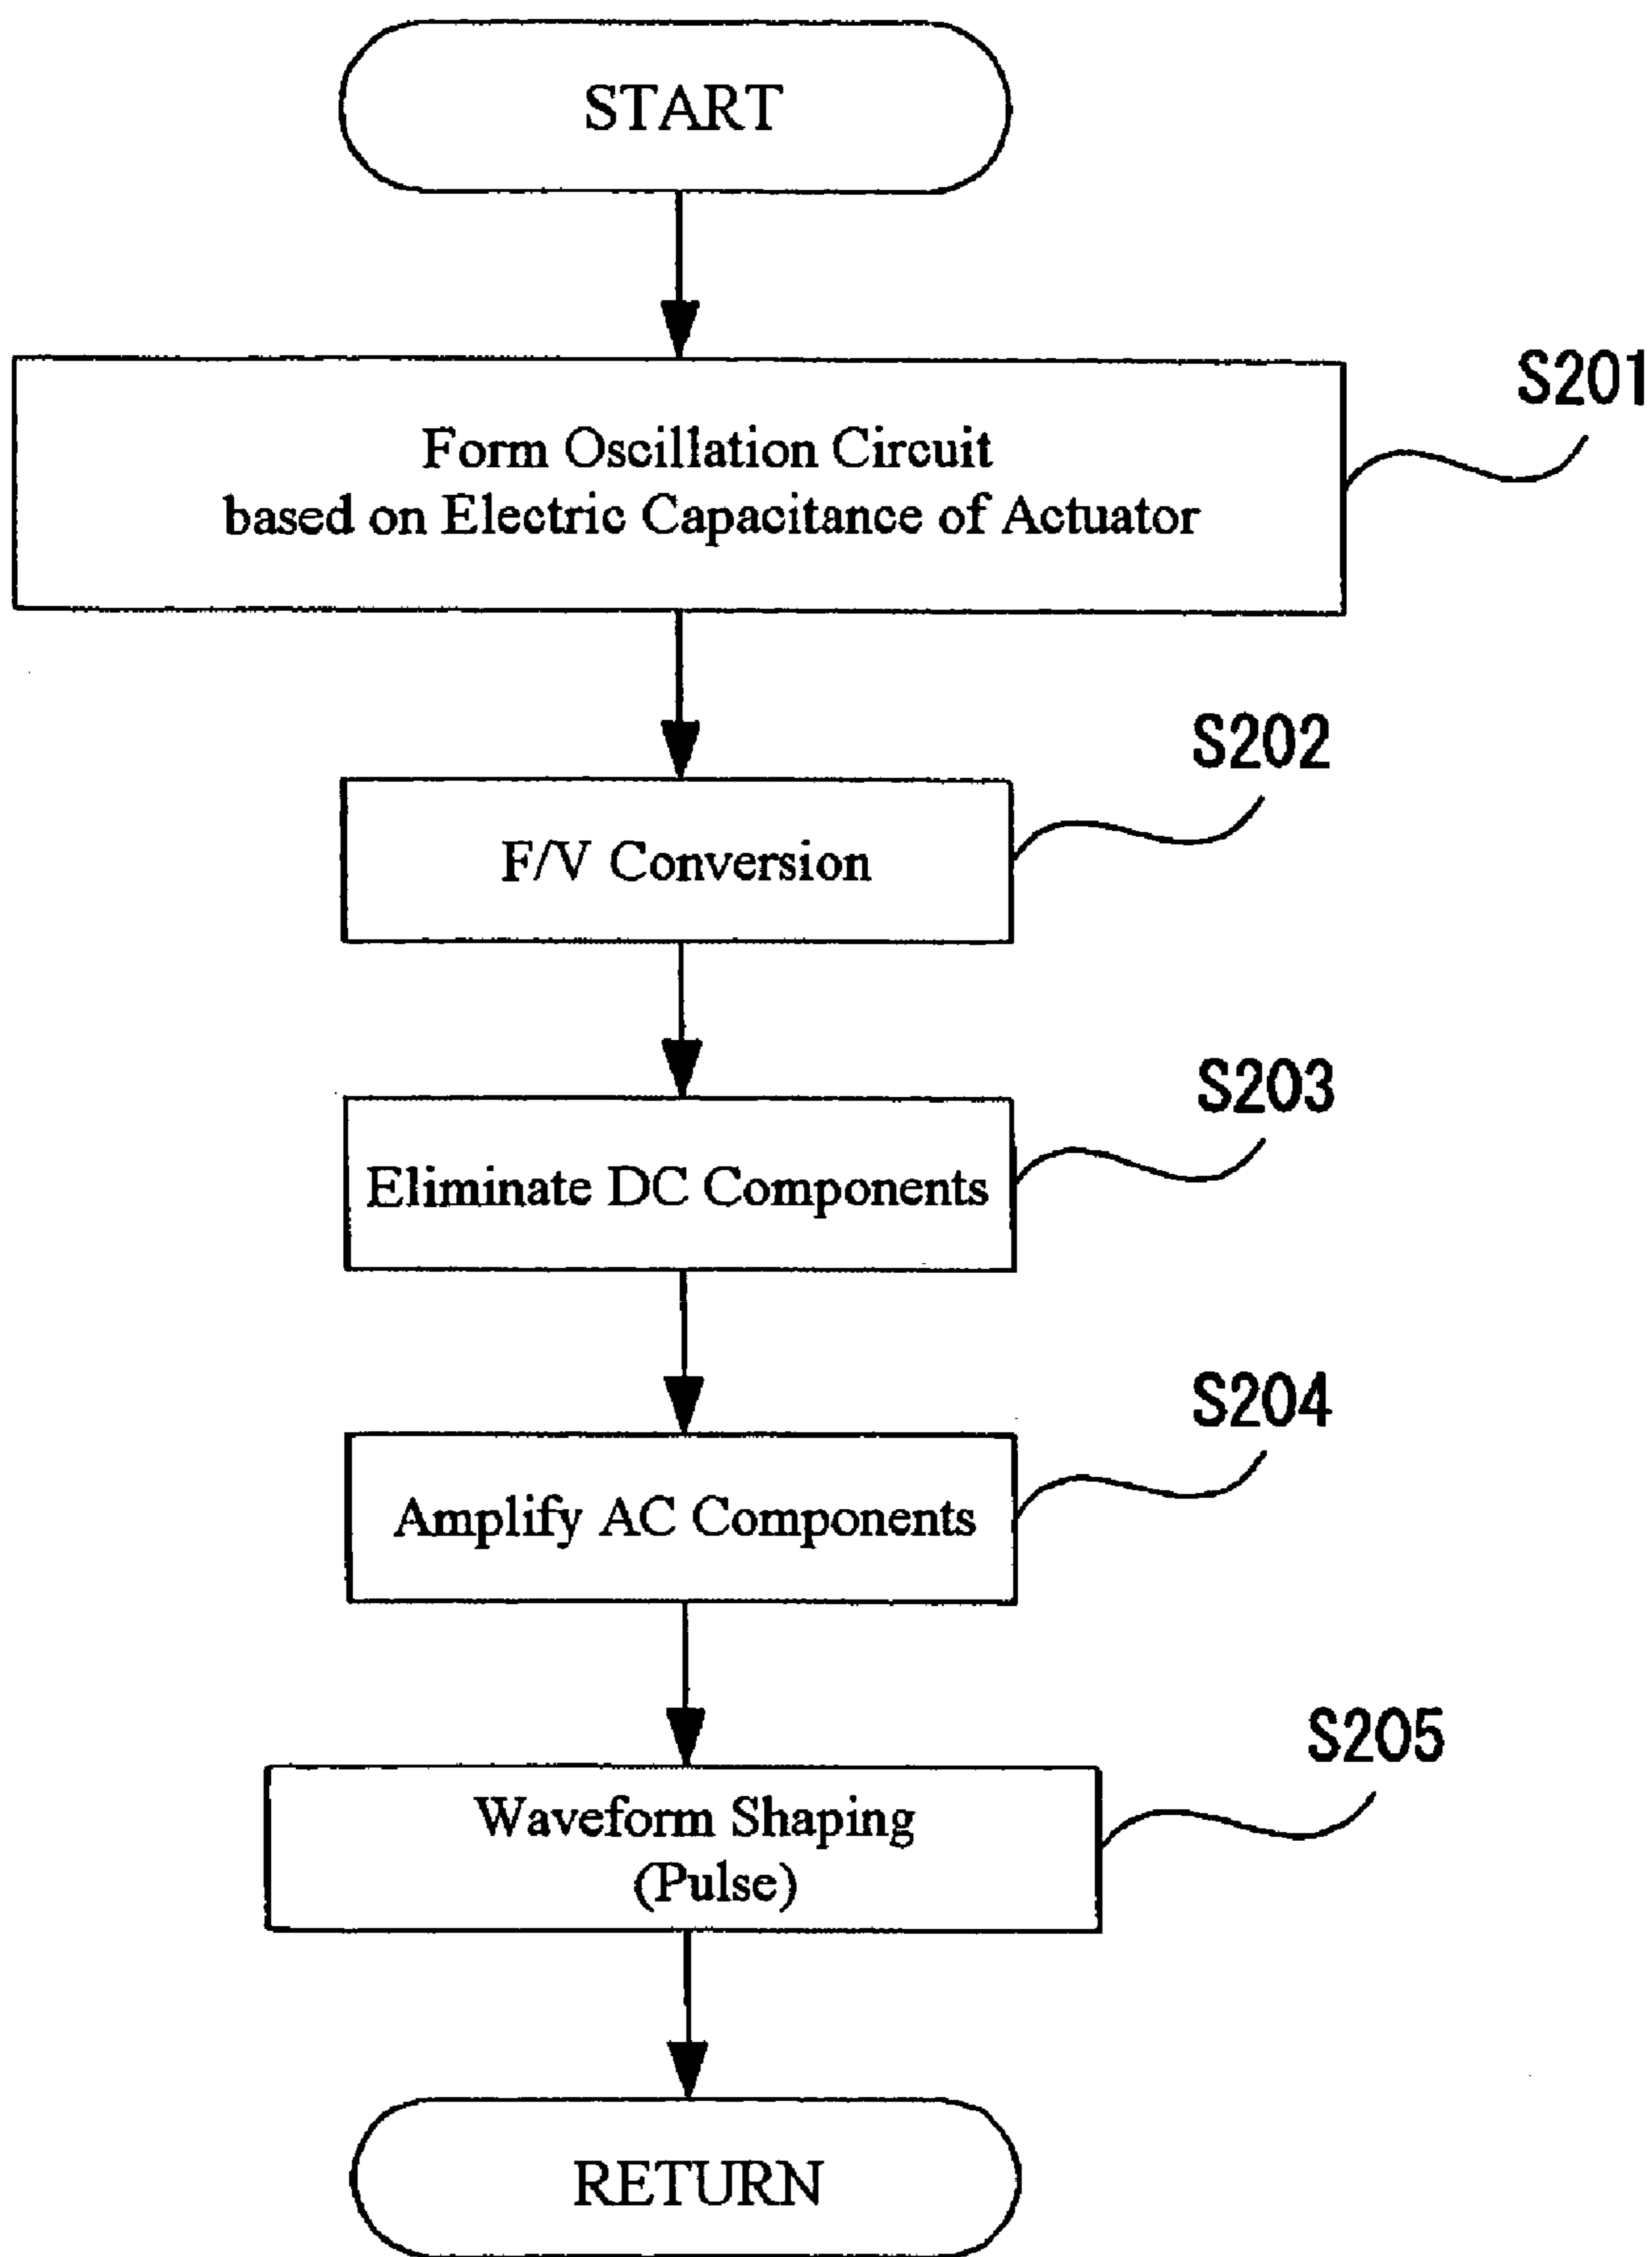 START
S201
Form Oscillation Circuit
based on Electric Capacitance of Actuator
S202
F/V Conversion
S203
Eliminate DC Components
S204
Amplify AC Components
S205
Waveform Shaping
(Pulse)
RETURN